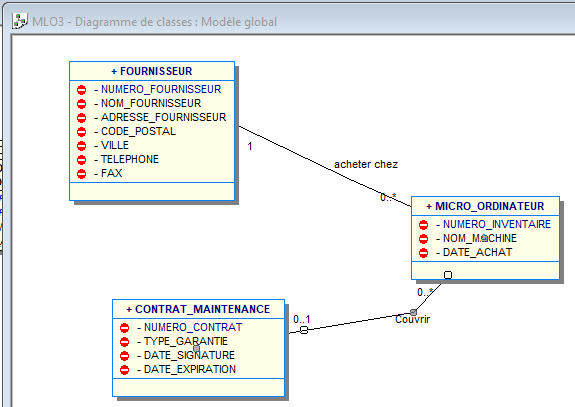 MLO3 - Diagramme de classes : Modèle global
+ FOURNISSEUR
- NUMERO_FOURNISSEUR
- NOM_FOURNISSEUR
- ADRESSE_FOURNISSEUR
- CODE_POSTAL
- VILLE
- TELEPHONE
- FAX
1
acheter chez
0..*
+ MICRO_ORDINATEUR
- NUMERO_INVENTAIRE
- NOM_MACHINE
- DATE_ACHAT
0..*
Couvrir
0..1
+ CONTRAT_MAINTENANCE
- NUMERO_CONTRAT
- TYPE_GARANTIE
- DATE_SIGNATURE
- DATE_EXPIRATION